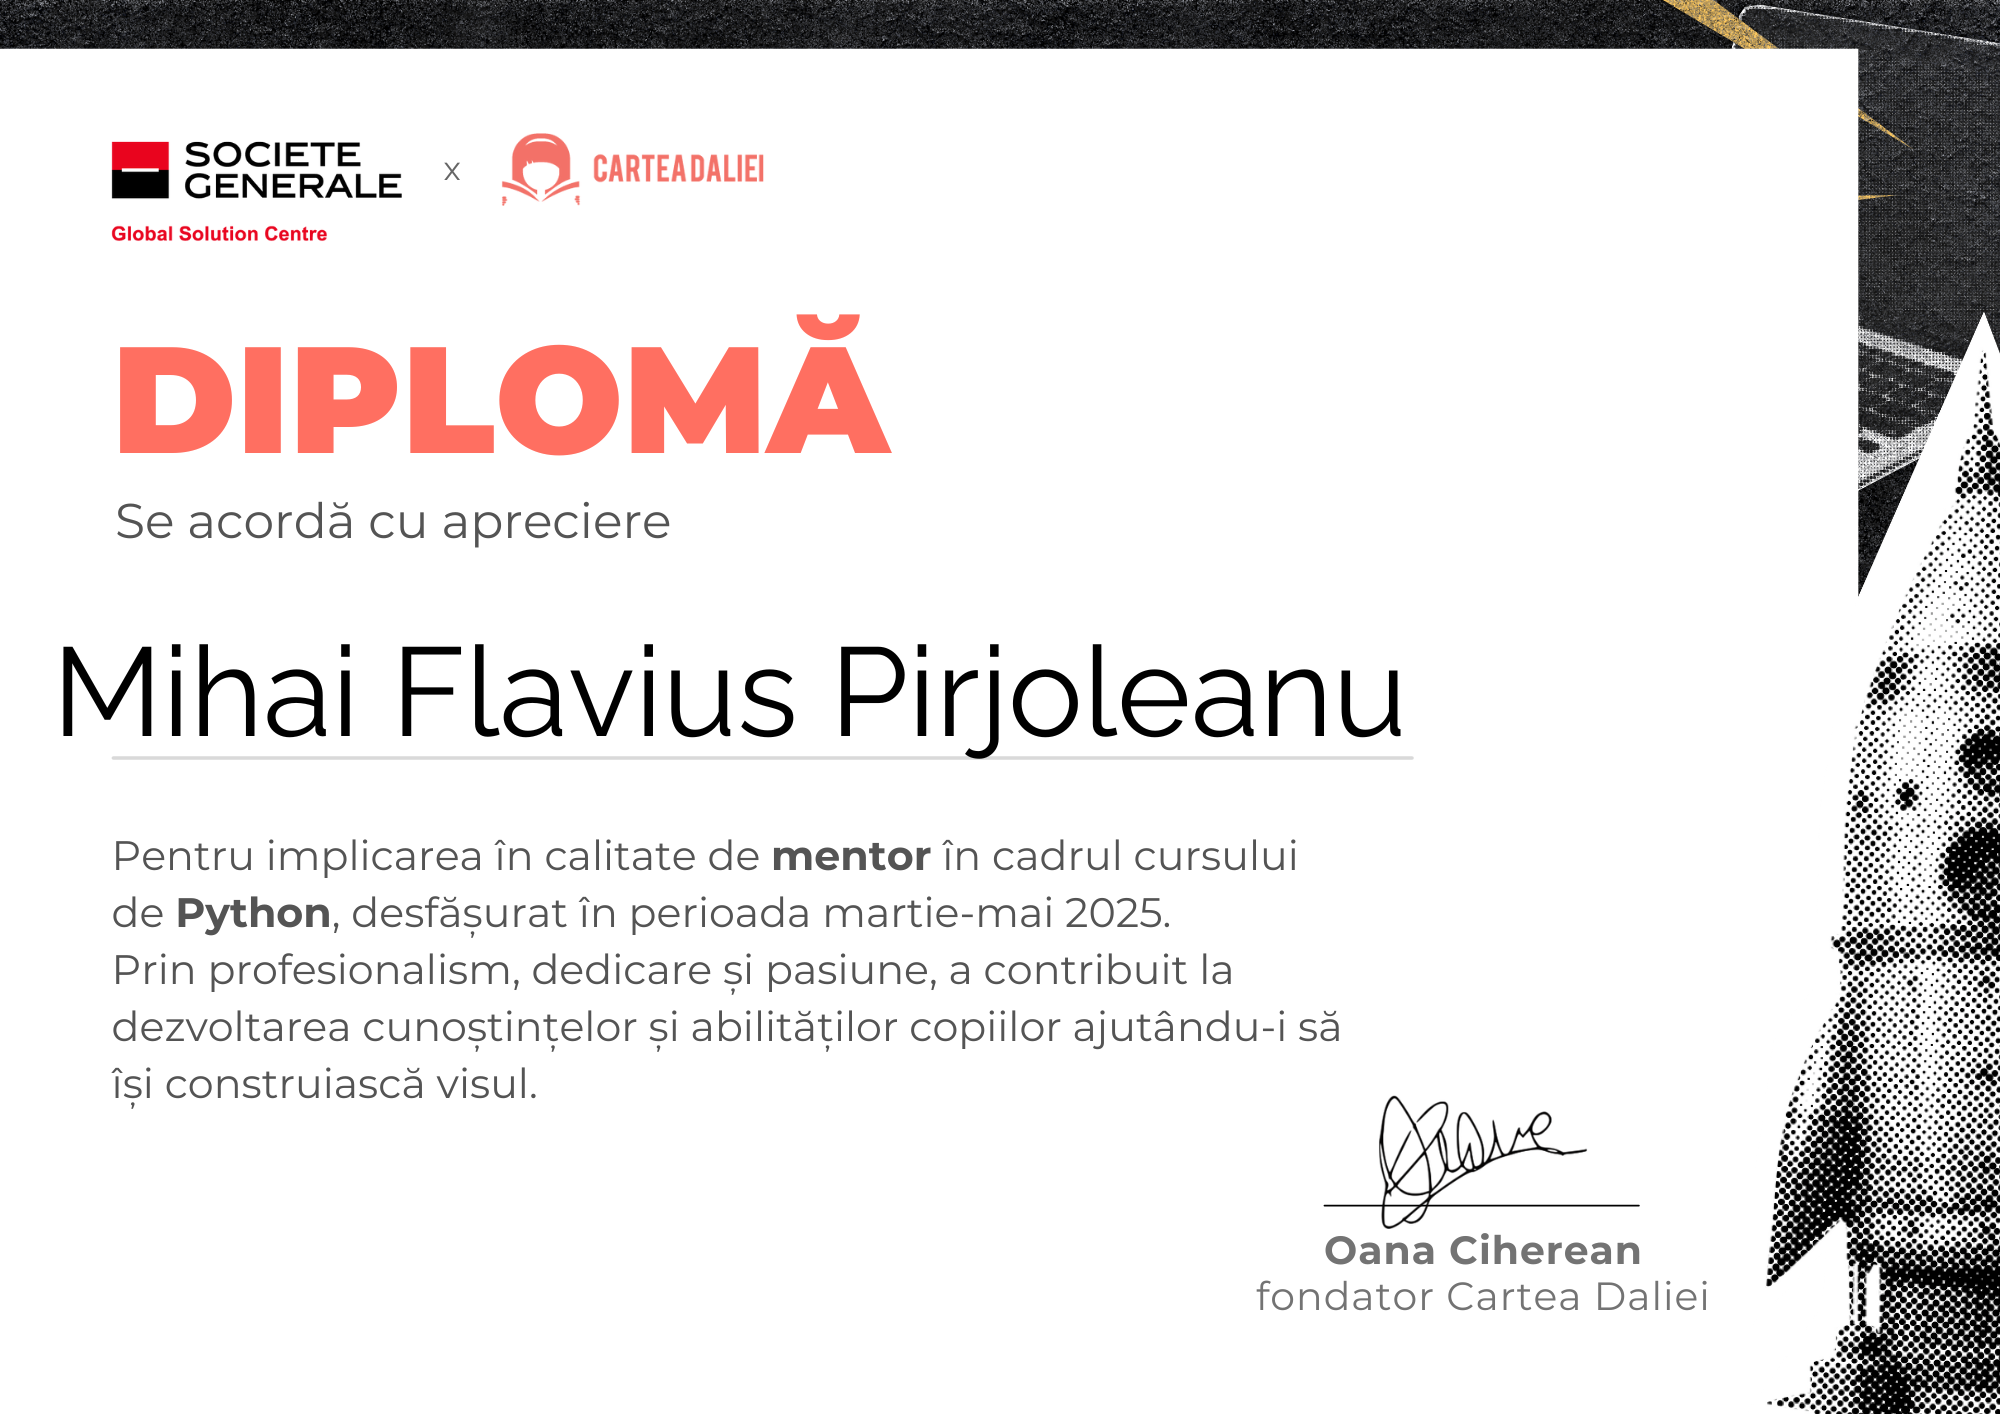 SOCIETE
GENERALE
x
CARTEA DALIEI
Global Solution Centre
DIPLOMĂ
Se acordă cu apreciere
Mihai Flavius Pirjoleanu
Pentru implicarea în calitate de mentor în cadrul cursului
de Python, desfășurat în perioada martie-mai 2025.
Prin profesionalism, dedicare și pasiune, a contribuit la
dezvoltarea cunoștințelor și abilităților copiilor ajutându-i să
își construiască visul.
Oana Ciherean
fondator Cartea Daliei